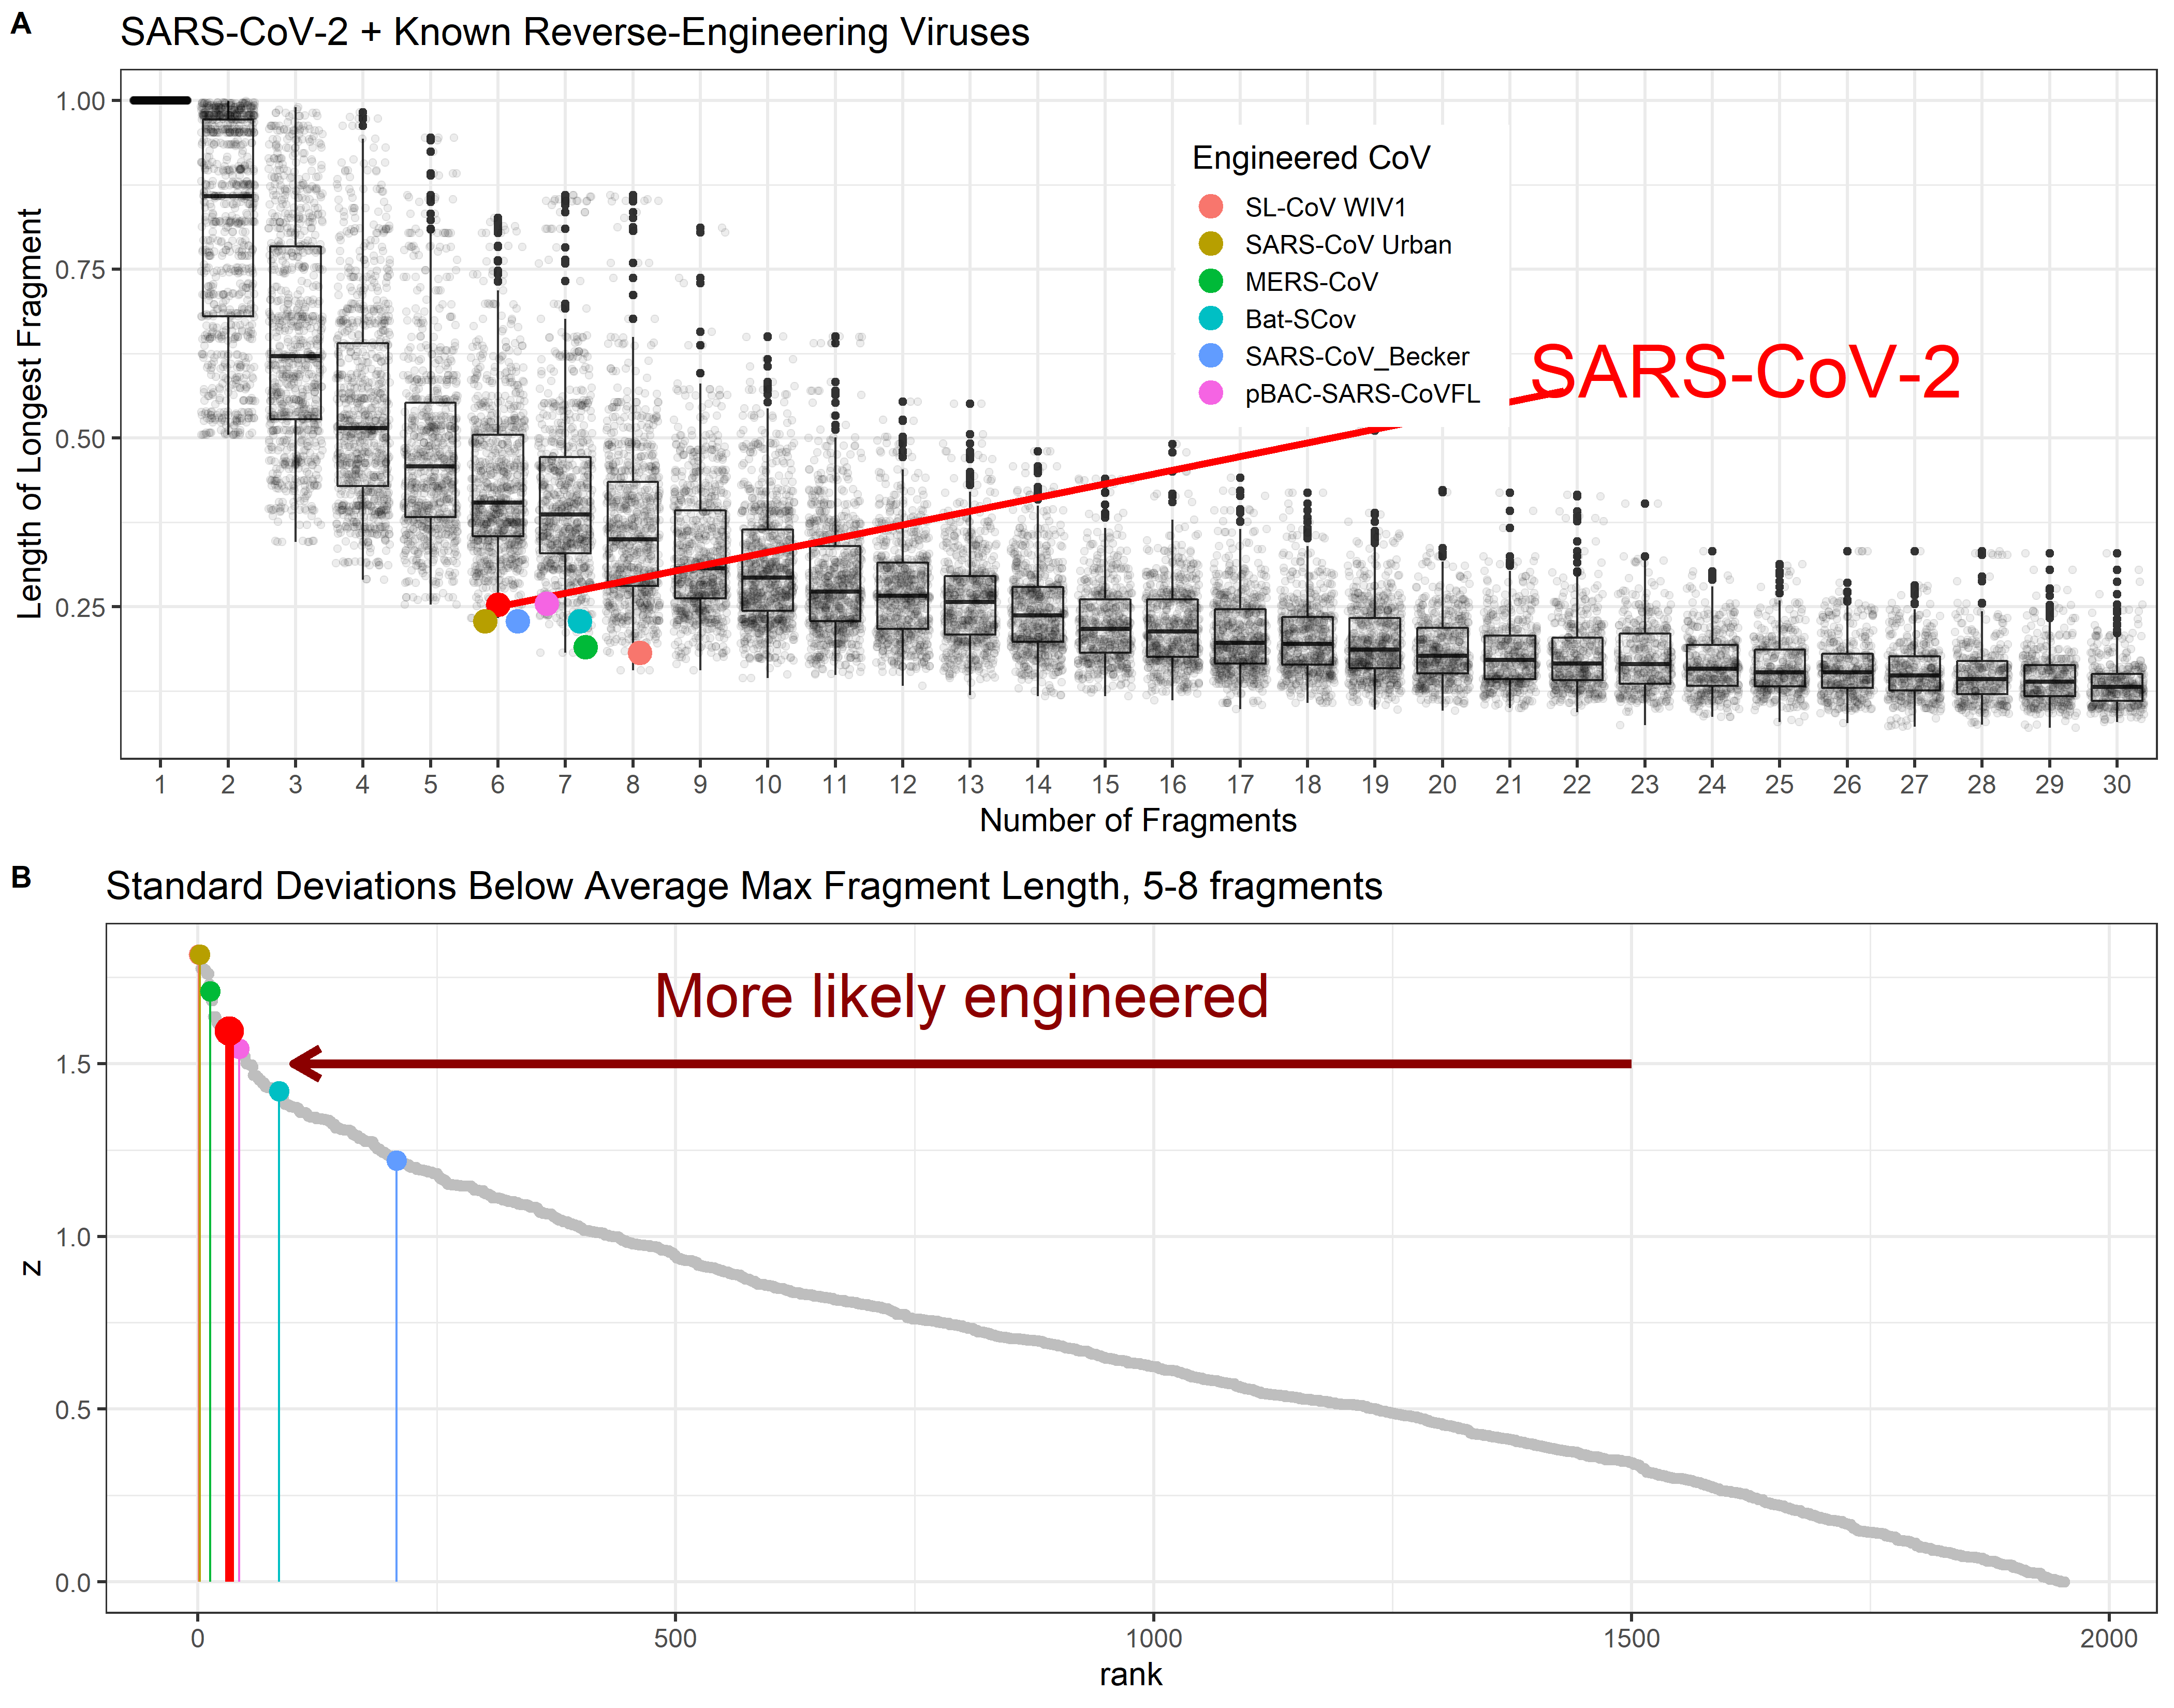 A
SARS-CoV-2 + Known Reverse-Engineering Viruses
Length of Longest Fragment
1.00
0.75
0.50
0.25
Engineered CoV
SL-CoV WIV1
SARS-CoV Urban
MERS-CoV
Bat-SCov
SARS-CoV_Becker
pBAC-SARS-CoVFL
SARS-CoV-2
1 2 3 4 5 6 7 8 9 10 11 12 13 14 15 16 17 18 19 20 21 22 23 24 25 26 27 28 29 30
Number of Fragments
B
Standard Deviations Below Average Max Fragment Length, 5-8 fragments
More likely engineered
z
1.5
1.0
0.5
0.0
0 500 1000 1500 2000
rank